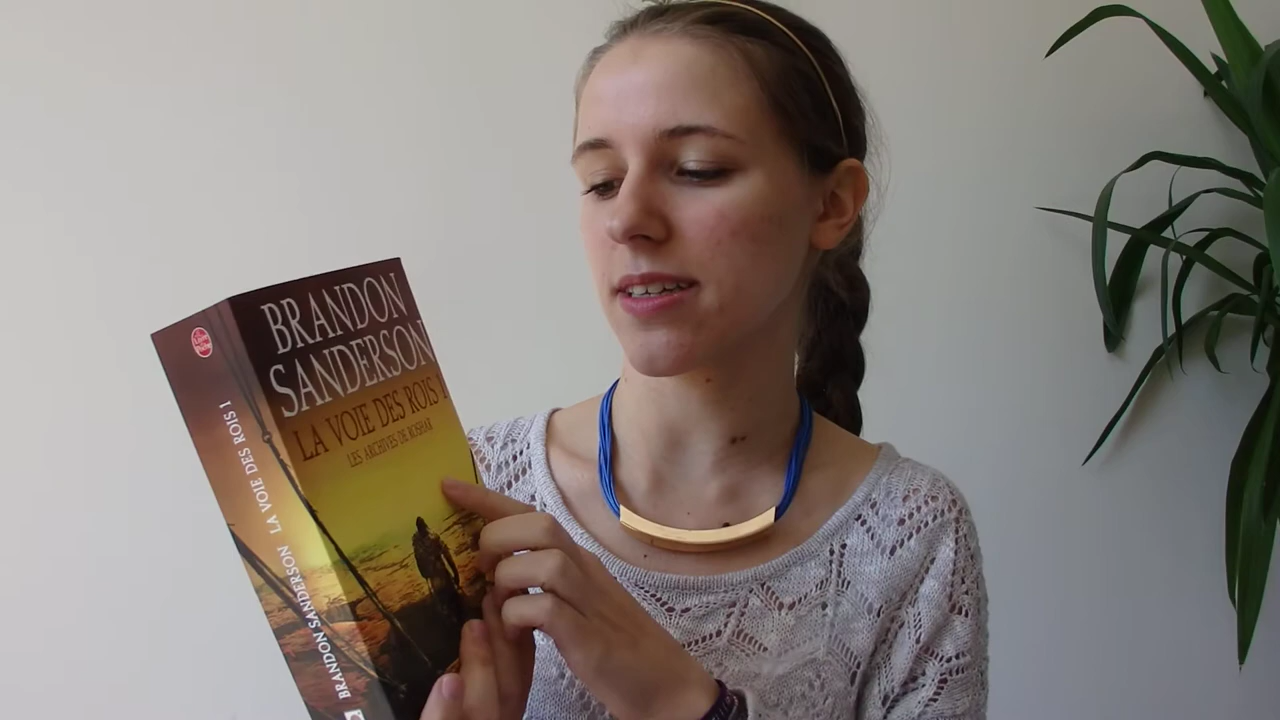 BRANDON
SANDERSON
LA VOIE DES ROIS 1
LES ARCHIVES DE ROSHAR
BRANDON SANDERSON LA VOIE DES ROIS 1